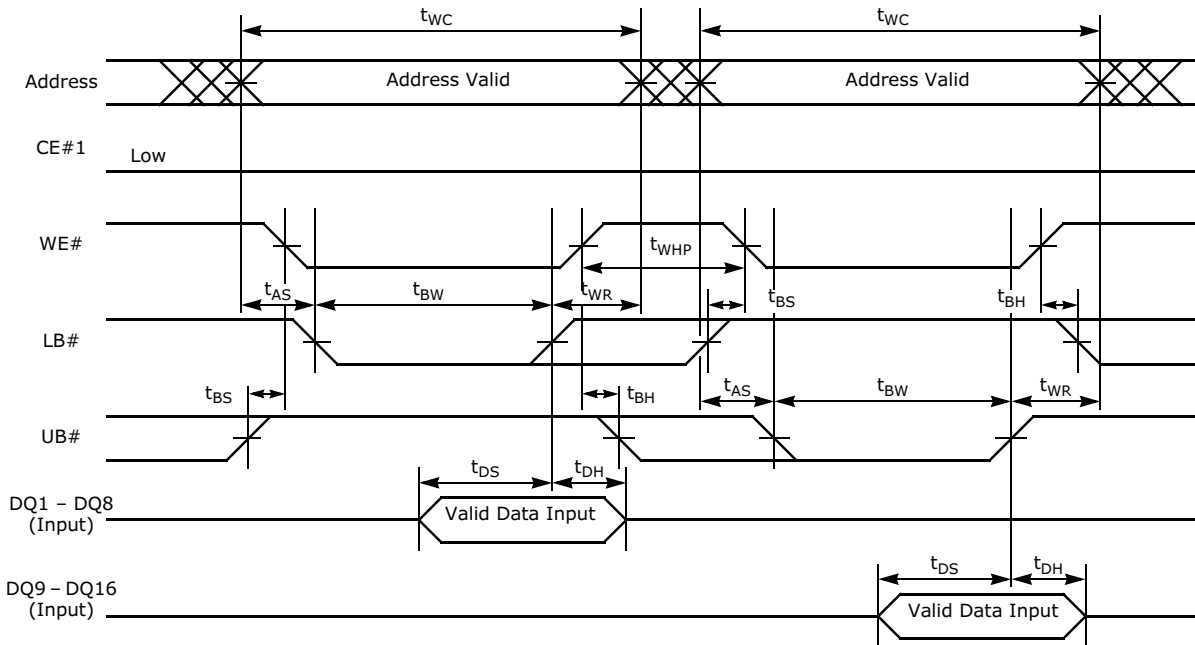 tWC tWC
Address Address Valid Address Valid
CE#1 Low
WE#
tWHP
tAS tBW tWR tBS tBH
LB#
tBS tBH tAS tBW tWR
UB#
tDS tDH
DQ1 – DQ8
(Input)
Valid Data Input
tDS tDH
DQ9 – DQ16
(Input)
Valid Data Input